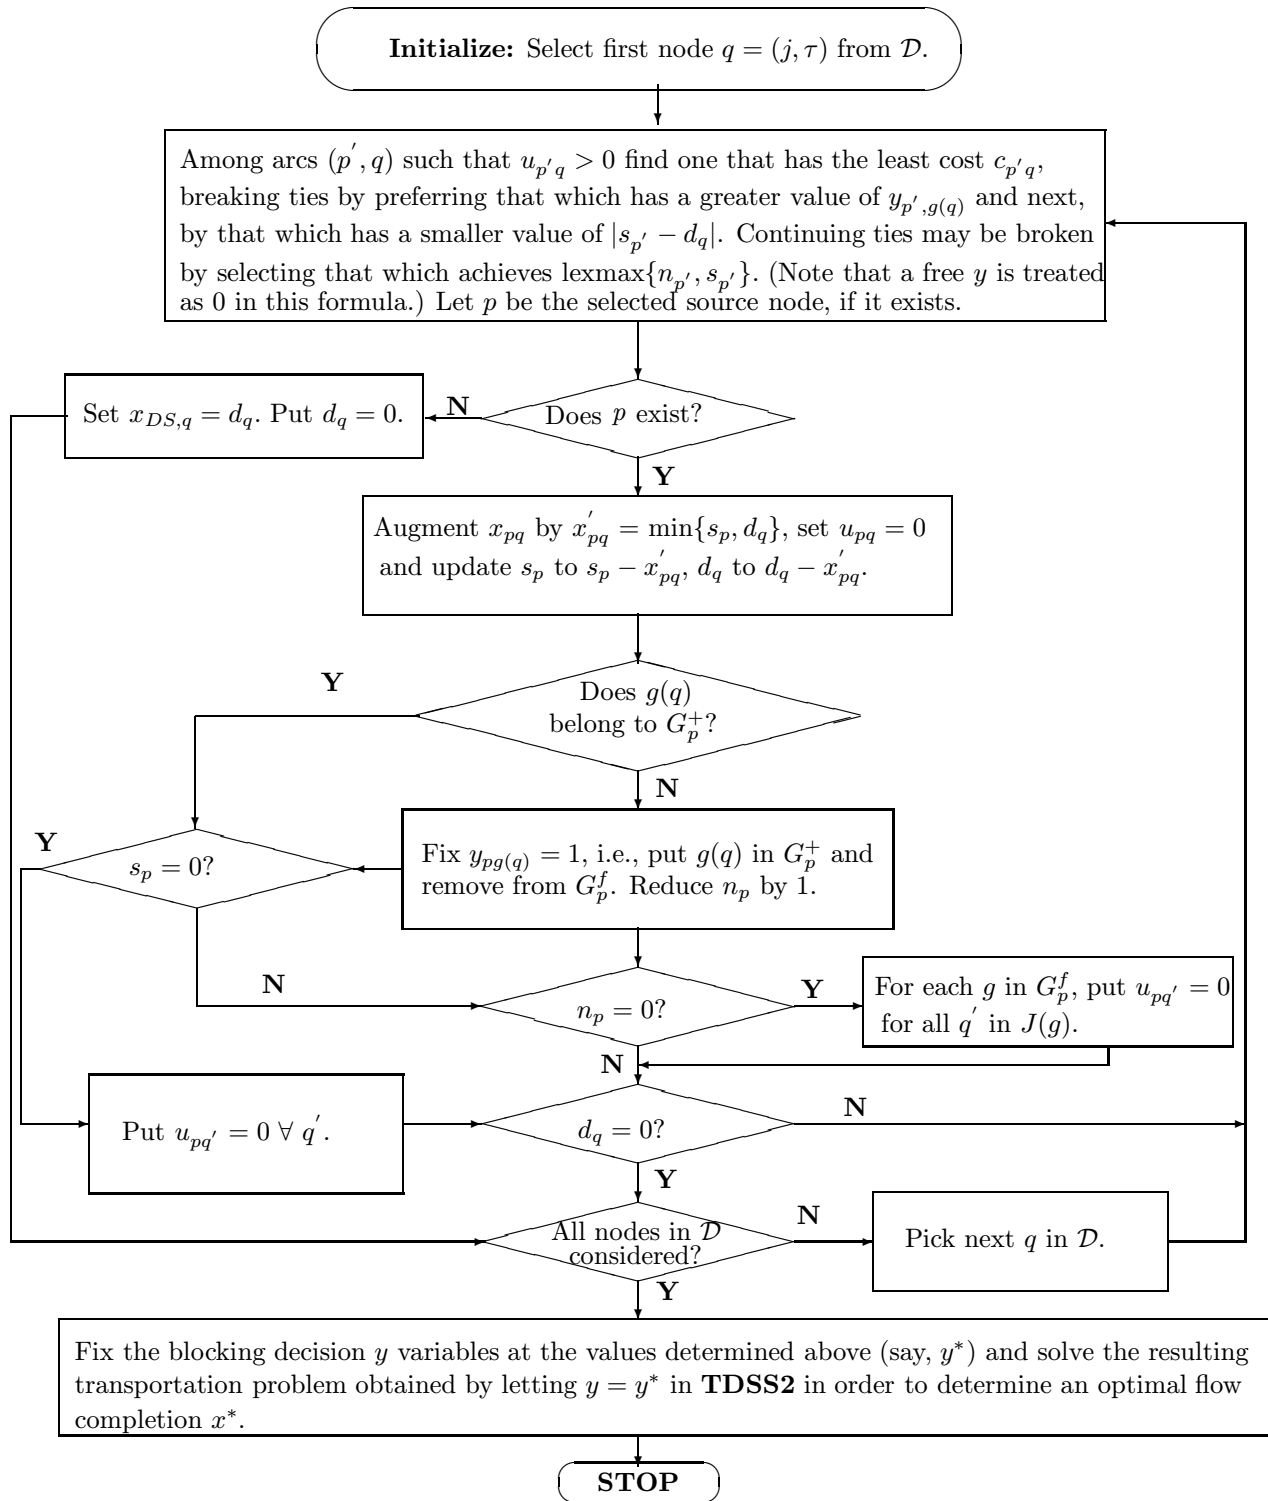 Initialize: Select first node q = (j, τ) from 𝒟.
Among arcs (p′, q) such that u_{p′q} > 0 find one that has the least cost c_{p′q},
breaking ties by preferring that which has a greater value of y_{p′,g(q)} and next,
by that which has a smaller value of |s_{p′} − d_q|. Continuing ties may be broken
by selecting that which achieves lexmax{n_{p′}, s_{p′}}. (Note that a free y is treated
as 0 in this formula.) Let p be the selected source node, if it exists.
Set x_{DS,q} = d_q. Put d_q = 0.
N
Does p exist?
Y
Augment x_{pq} by x′_{pq} = min{s_p, d_q}, set u_{pq} = 0
and update s_p to s_p − x′_{pq}, d_q to d_q − x′_{pq}.
Y
Does g(q)
belong to G_p^+?
N
Y
s_p = 0?
Fix y_{pg(q)} = 1, i.e., put g(q) in G_p^+ and
remove from G_p^f. Reduce n_p by 1.
N
n_p = 0?
Y
For each g in G_p^f, put u_{pq′} = 0
for all q′ in J(g).
N
Put u_{pq′} = 0 ∀ q′.
d_q = 0?
N
Y
All nodes in 𝒟
considered?
N
Pick next q in 𝒟.
Y
Fix the blocking decision y variables at the values determined above (say, y*) and solve the resulting
transportation problem obtained by letting y = y* in TDSS2 in order to determine an optimal flow
completion x*.
STOP